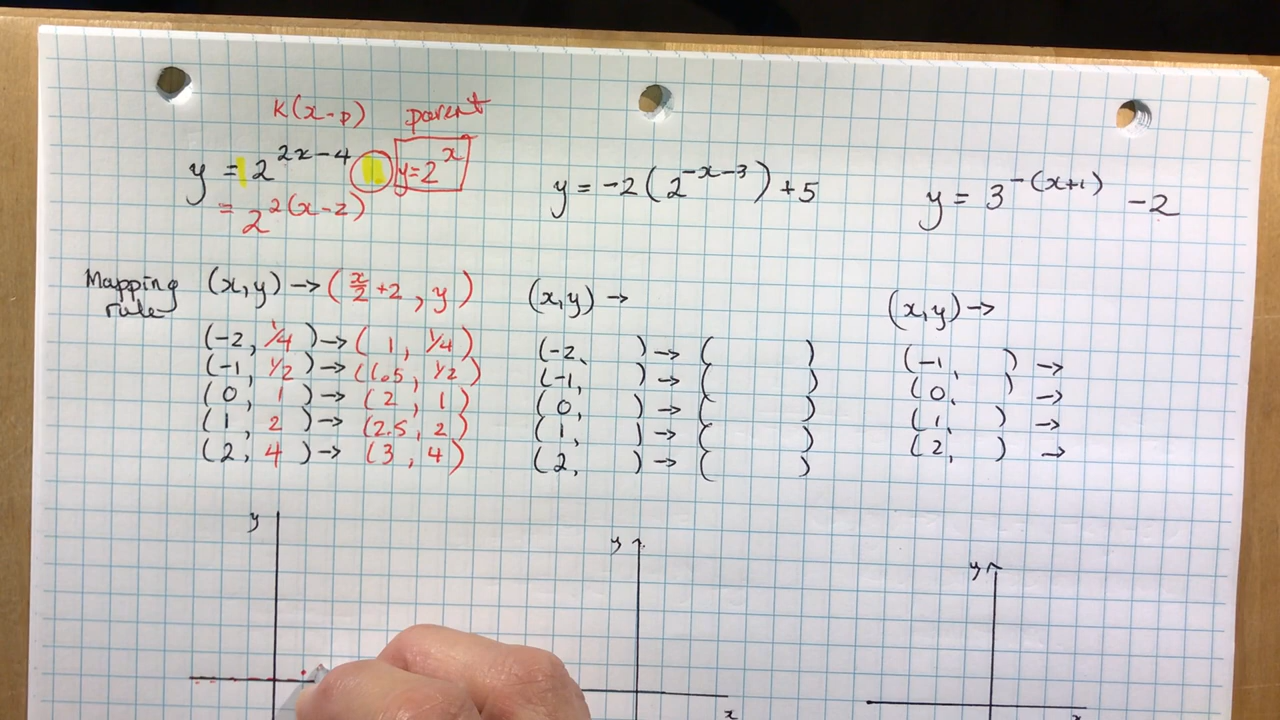 K(x-p) parent
y = 2^{2x-4} y=2^x
= 2^{2(x-2)}
y = -2(2^{-x-3}) +5
y = 3^{-(x+1)} -2
Mapping rule (x,y) → (x/2 +2, y)
(-2, 1/4) → (1, 1/4)
(-1, 1/2) → (1.5, 1/2)
(0, 1) → (2, 1)
(1, 2) → (2.5, 2)
(2, 4) → (3, 4)
(x,y) →
(-2, ) → ( )
(-1, ) → ( )
(0, ) → ( )
(1, ) → ( )
(2, ) → ( )
(x,y) →
(-1, ) →
(0, ) →
(1, ) →
(2, ) →
y
y
x
y
x